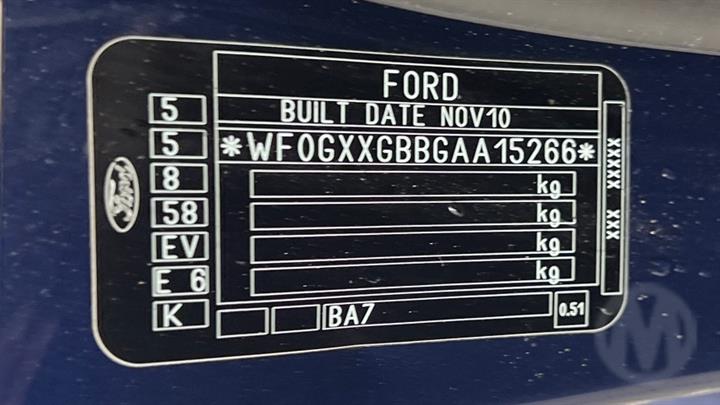 FORD
BUILT DATE NOV10
*WF0GXXGBBGAA15266*
5
5
8
58
EV
E 6
K
kg
kg
kg
kg
BA7
0.51
XXX XXXXX
Ford
M